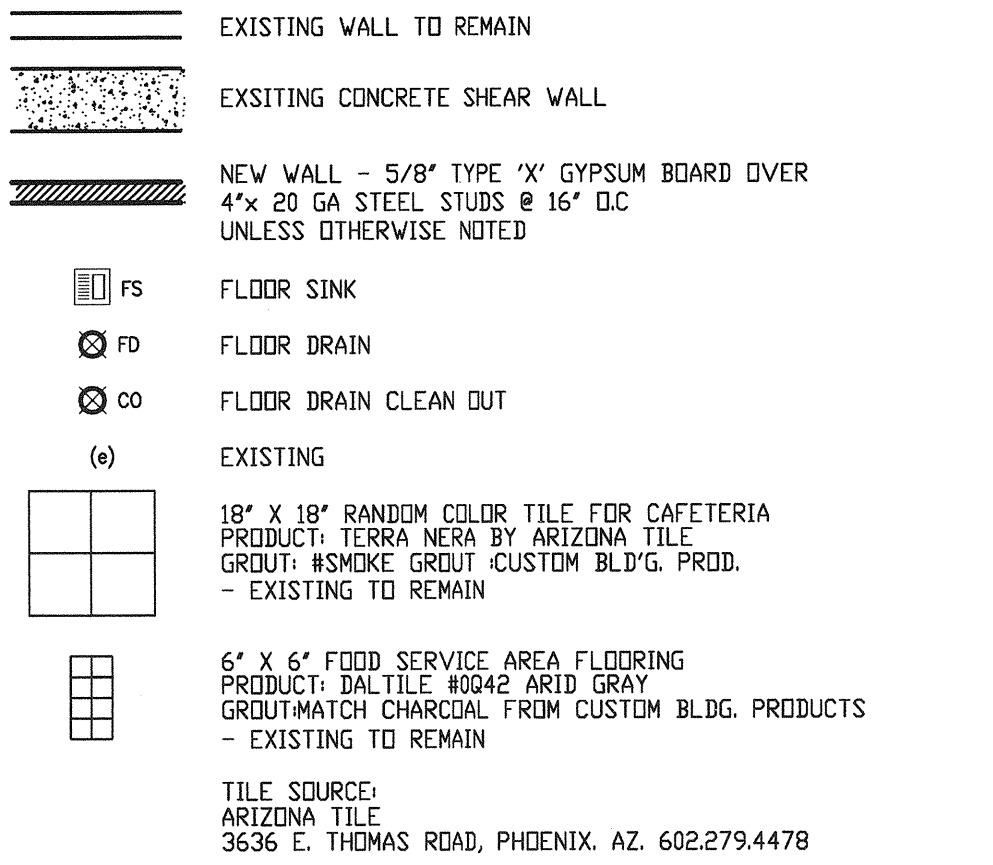 EXISTING WALL TO REMAIN
EXSITING CONCRETE SHEAR WALL
NEW WALL - 5/8" TYPE 'X' GYPSUM BOARD OVER
4"x 20 GA STEEL STUDS @ 16" O.C
UNLESS OTHERWISE NOTED
FS FLOOR SINK
FD FLOOR DRAIN
CO FLOOR DRAIN CLEAN OUT
(e) EXISTING
18" X 18" RANDOM COLOR TILE FOR CAFETERIA
PRODUCT: TERRA NERA BY ARIZONA TILE
GROUT: #SMOKE GROUT :CUSTOM BLD'G. PROD.
- EXISTING TO REMAIN
6" X 6" FOOD SERVICE AREA FLOORING
PRODUCT: DALTILE #0Q42 ARID GRAY
GROUT:MATCH CHARCOAL FROM CUSTOM BLDG. PRODUCTS
- EXISTING TO REMAIN
TILE SOURCE:
ARIZONA TILE
3636 E. THOMAS ROAD, PHOENIX. AZ. 602.279.4478